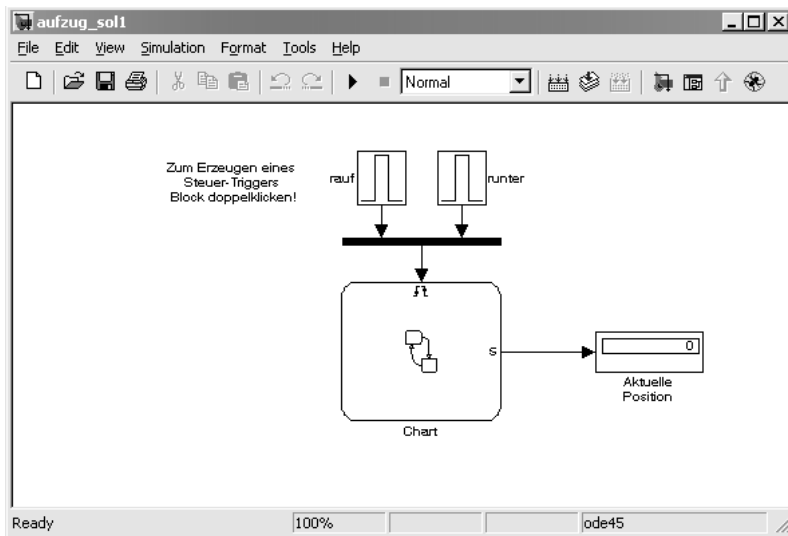 aufzug_sol1
File Edit View Simulation Format Tools Help
Normal
Zum Erzeugen eines
Steuer-Triggers
Block doppelklicken!
rauf
runter
s
0
Aktuelle
Position
Chart
Ready 100% ode45